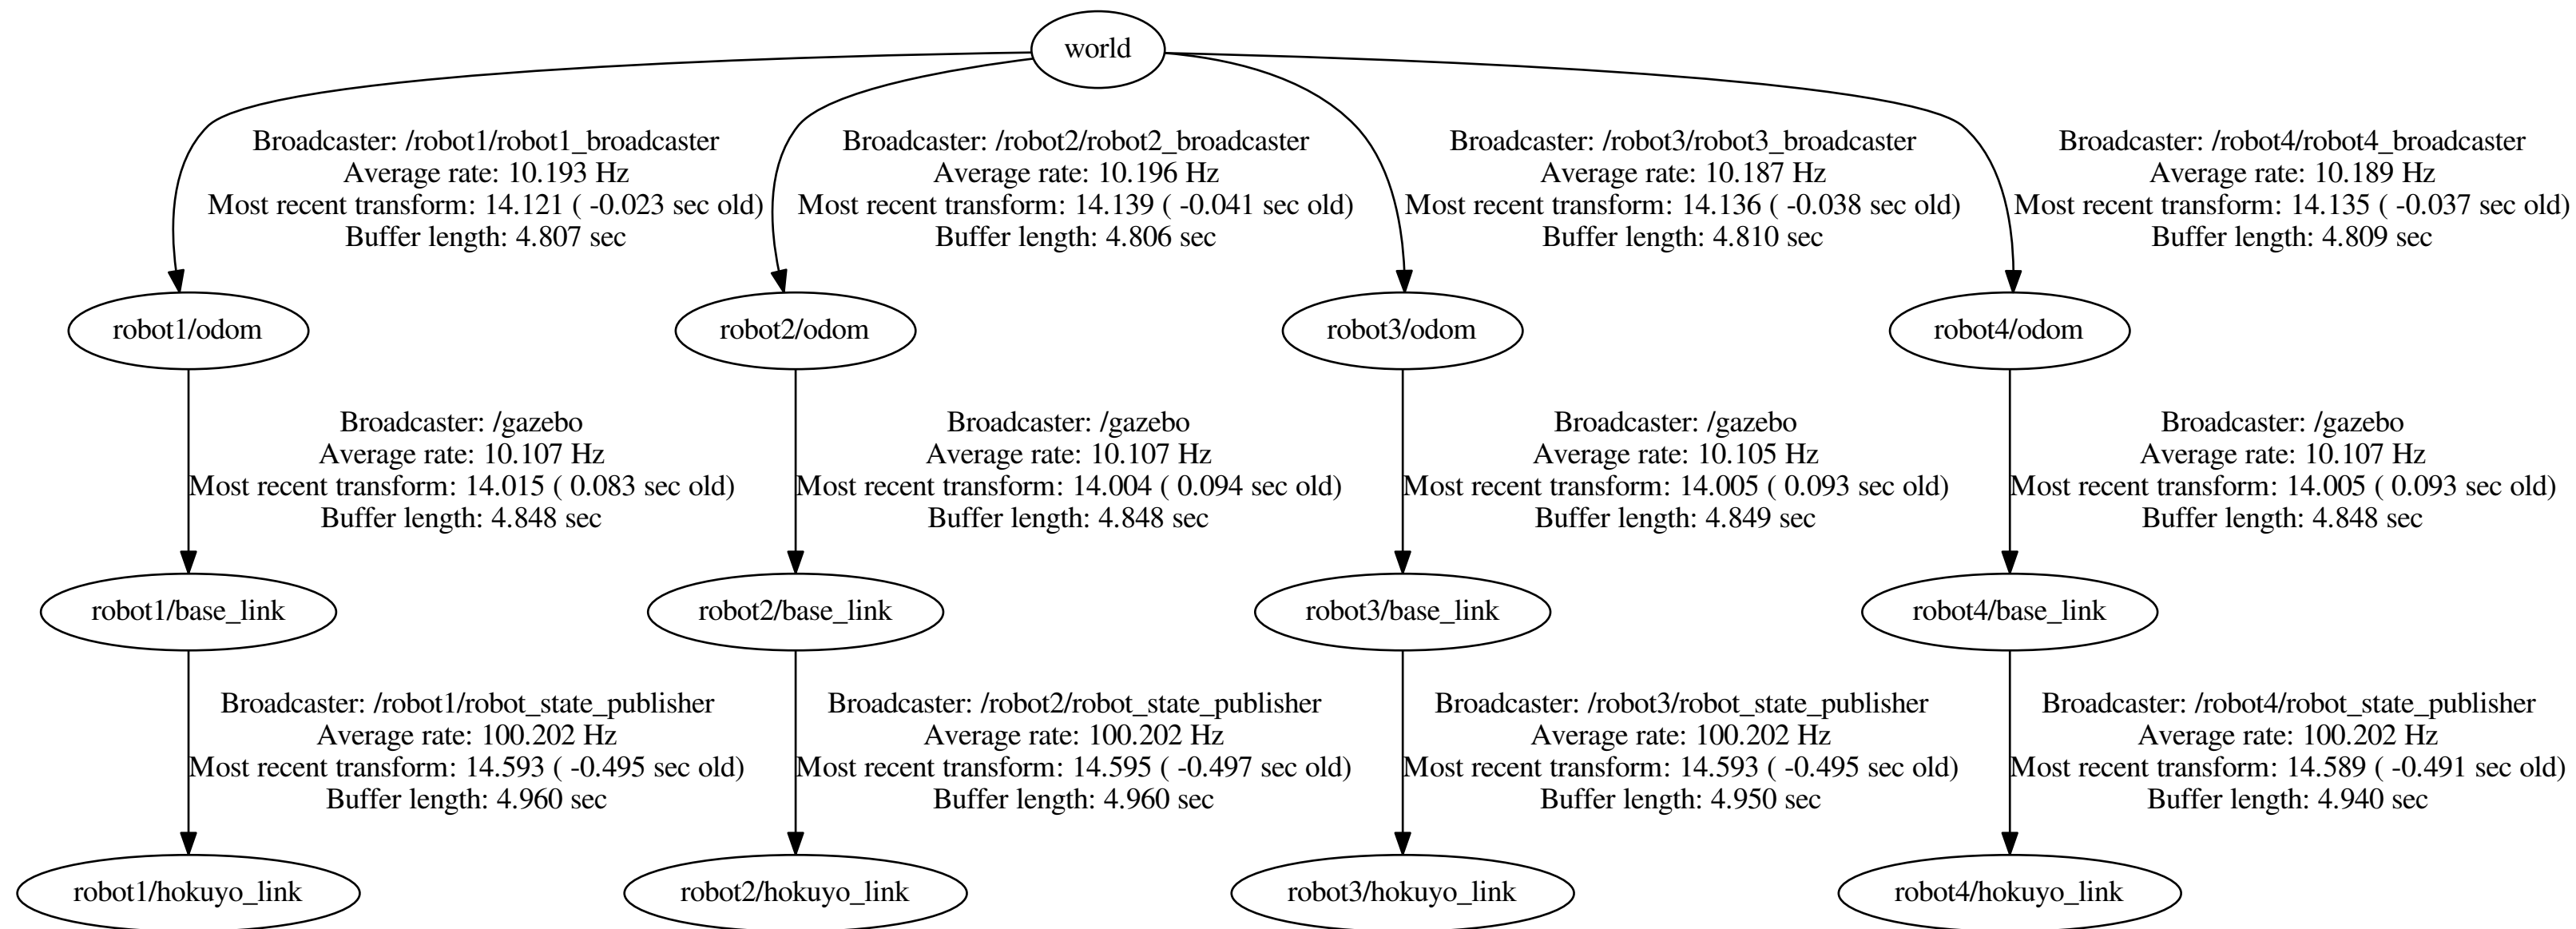 world
Broadcaster: /robot1/robot1_broadcaster
Average rate: 10.193 Hz
Most recent transform: 14.121 ( -0.023 sec old)
Buffer length: 4.807 sec
Broadcaster: /robot2/robot2_broadcaster
Average rate: 10.196 Hz
Most recent transform: 14.139 ( -0.041 sec old)
Buffer length: 4.806 sec
Broadcaster: /robot3/robot3_broadcaster
Average rate: 10.187 Hz
Most recent transform: 14.136 ( -0.038 sec old)
Buffer length: 4.810 sec
Broadcaster: /robot4/robot4_broadcaster
Average rate: 10.189 Hz
Most recent transform: 14.135 ( -0.037 sec old)
Buffer length: 4.809 sec
robot1/odom
robot2/odom
robot3/odom
robot4/odom
Broadcaster: /gazebo
Average rate: 10.107 Hz
Most recent transform: 14.015 ( 0.083 sec old)
Buffer length: 4.848 sec
Broadcaster: /gazebo
Average rate: 10.107 Hz
Most recent transform: 14.004 ( 0.094 sec old)
Buffer length: 4.848 sec
Broadcaster: /gazebo
Average rate: 10.105 Hz
Most recent transform: 14.005 ( 0.093 sec old)
Buffer length: 4.849 sec
Broadcaster: /gazebo
Average rate: 10.107 Hz
Most recent transform: 14.005 ( 0.093 sec old)
Buffer length: 4.848 sec
robot1/base_link
robot2/base_link
robot3/base_link
robot4/base_link
Broadcaster: /robot1/robot_state_publisher
Average rate: 100.202 Hz
Most recent transform: 14.593 ( -0.495 sec old)
Buffer length: 4.960 sec
Broadcaster: /robot2/robot_state_publisher
Average rate: 100.202 Hz
Most recent transform: 14.595 ( -0.497 sec old)
Buffer length: 4.960 sec
Broadcaster: /robot3/robot_state_publisher
Average rate: 100.202 Hz
Most recent transform: 14.593 ( -0.495 sec old)
Buffer length: 4.950 sec
Broadcaster: /robot4/robot_state_publisher
Average rate: 100.202 Hz
Most recent transform: 14.589 ( -0.491 sec old)
Buffer length: 4.940 sec
robot1/hokuyo_link
robot2/hokuyo_link
robot3/hokuyo_link
robot4/hokuyo_link